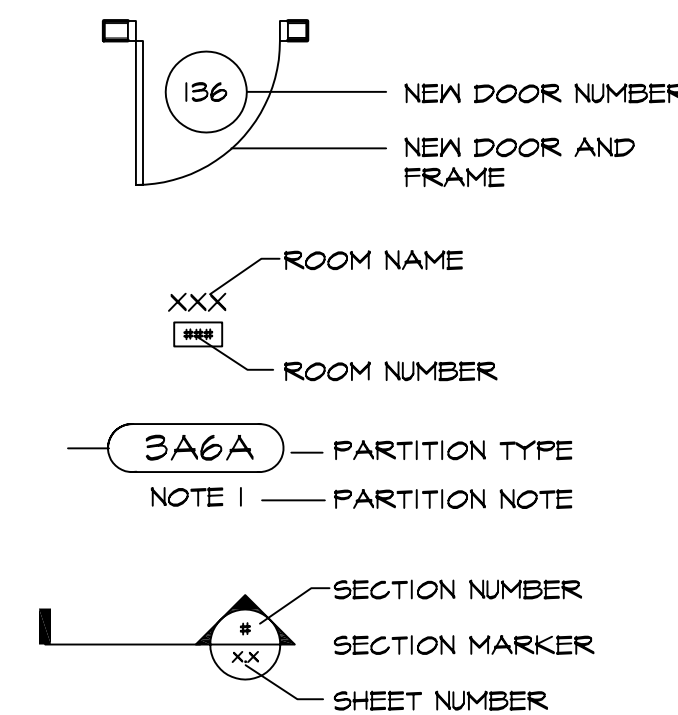 136
NEW DOOR NUMBER
NEW DOOR AND
FRAME
ROOM NAME
XXX
###
ROOM NUMBER
3A6A
PARTITION TYPE
NOTE 1
PARTITION NOTE
SECTION NUMBER
#
SECTION MARKER
X.X
SHEET NUMBER